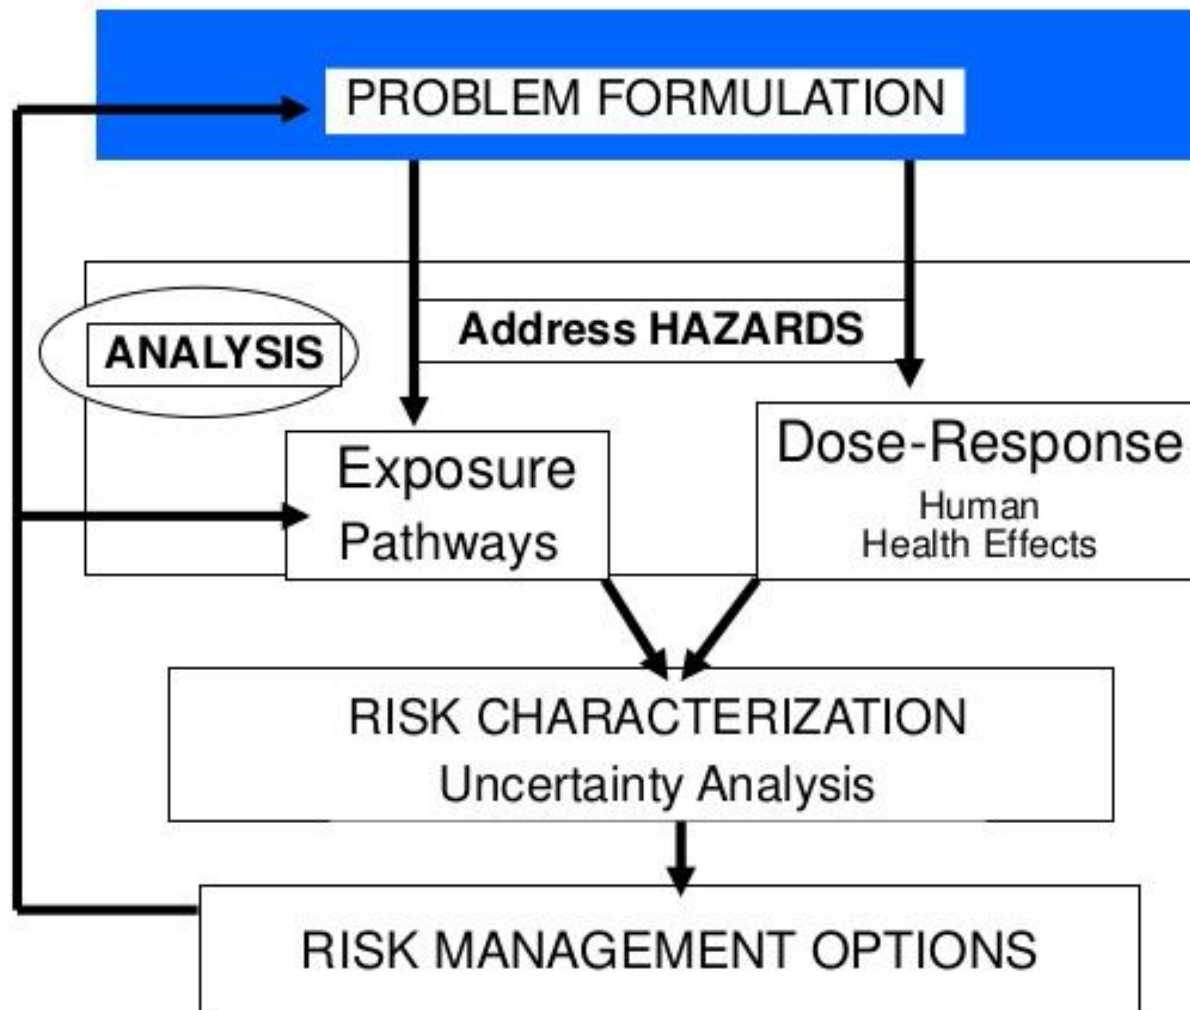 PROBLEM FORMULATION
Address HAZARDS
ANALYSIS
Exposure
Pathways
Dose-Response
Human
Health Effects
RISK CHARACTERIZATION
Uncertainty Analysis
RISK MANAGEMENT OPTIONS